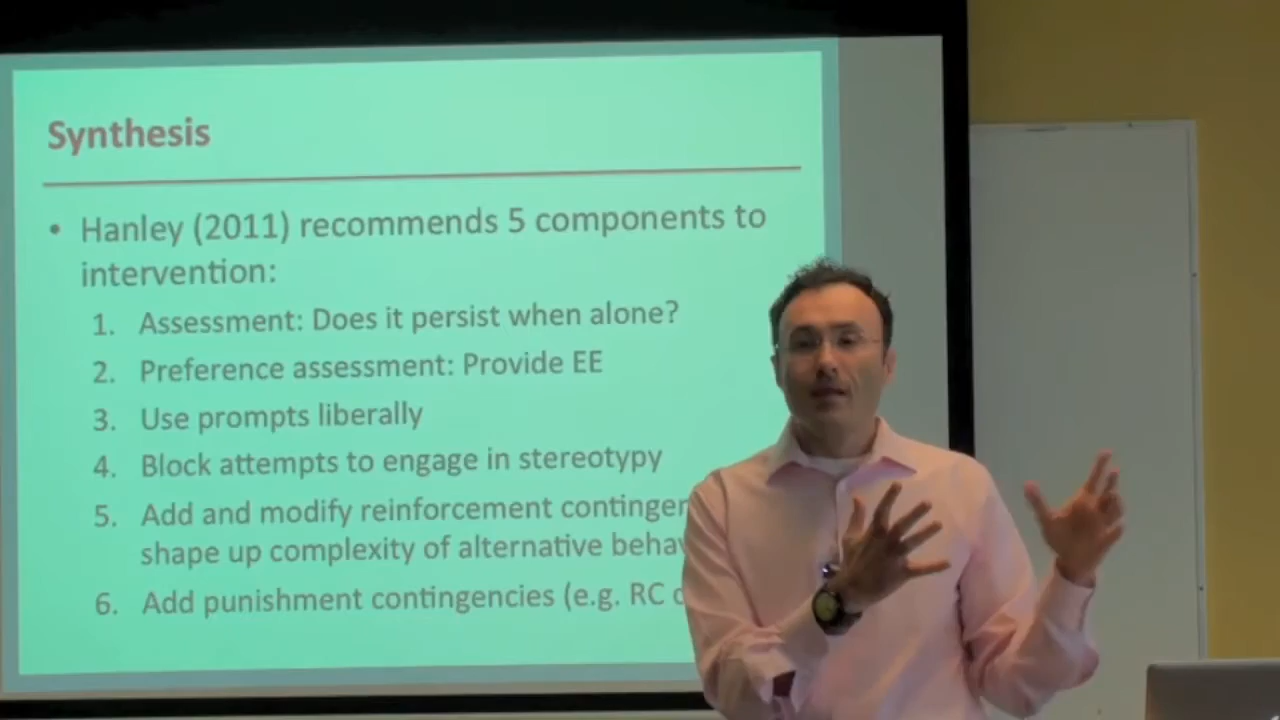 Synthesis
• Hanley (2011) recommends 5 components to
intervention:
1. Assessment: Does it persist when alone?
2. Preference assessment: Provide EE
3. Use prompts liberally
4. Block attempts to engage in stereotypy
5. Add and modify reinforcement
shape up complexity of alternative
6. Add punishment contingencies (e.g. RC